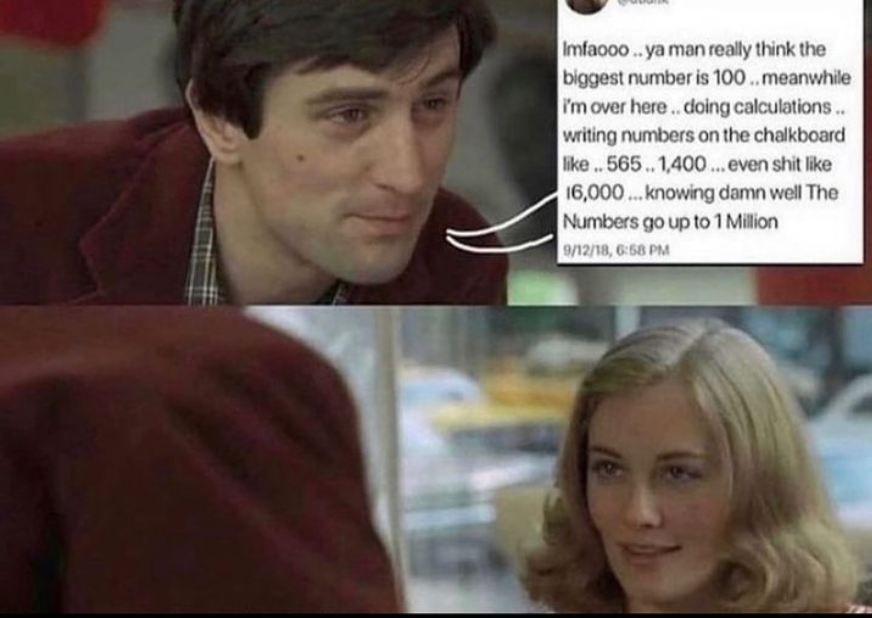 lmfaooo .. ya man really think the
biggest number is 100 .. meanwhile
i'm over here .. doing calculations ..
writing numbers on the chalkboard
like .. 565 .. 1,400 ... even shit like
16,000 ... knowing damn well The
Numbers go up to 1 Million
9/12/18, 6:58 PM